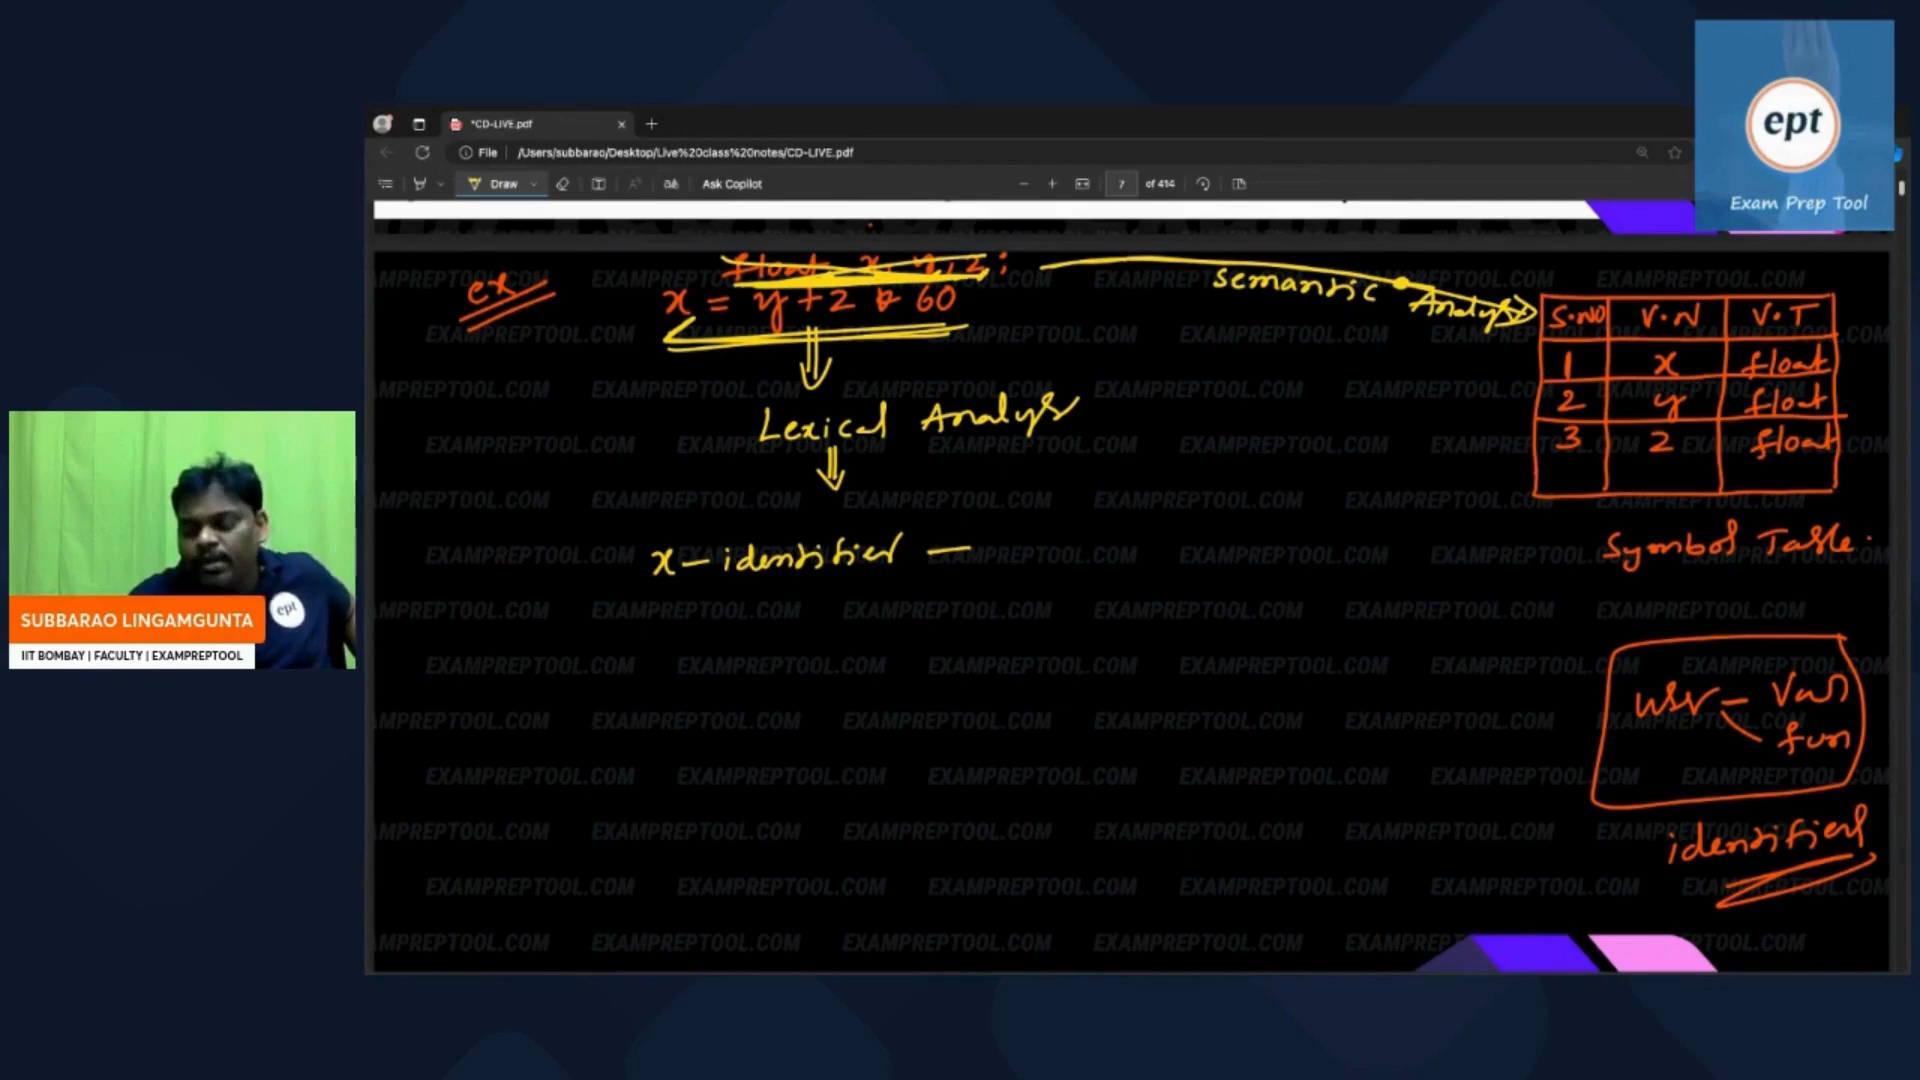 *CD-LIVE.pdf
File | /Users/subbarao/Desktop/Live%20class%20notes/CD-LIVE.pdf
Draw
Ask Copilot
7 of 414
ept
Exam Prep Tool
ex
float x, y, z ;
x = y + z * 60
semantic Analysis
Lexical Analysis
x - identifier -
S.NO V.N V.T
1 x float
2 y float
3 z float
Symbol Table.
user - Var
fun
identifier
ept
SUBBARAO LINGAMGUNTA
IIT BOMBAY | FACULTY | EXAMPREPTOOL
EXAMPREPTOOL.COM